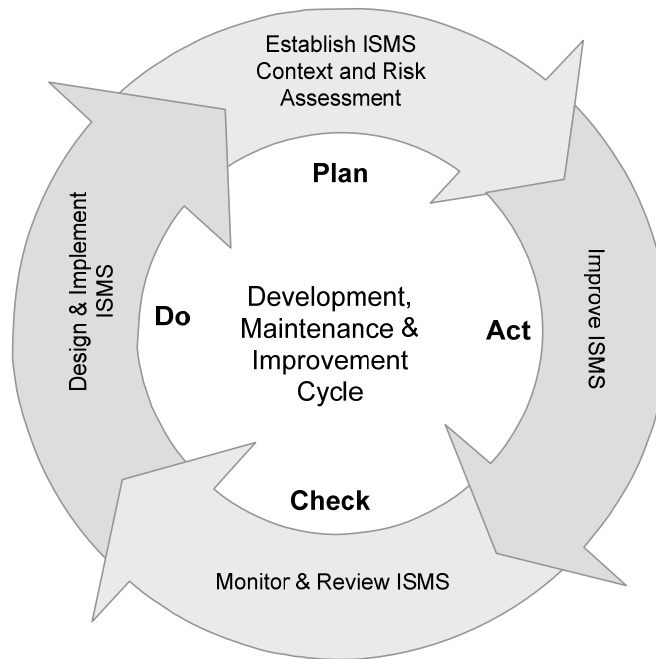 Establish ISMS
Context and Risk
Assessment
Plan
Design & Implement
ISMS
Do
Development,
Maintenance &
Improvement
Cycle
Act
Improve ISMS
Check
Monitor & Review ISMS